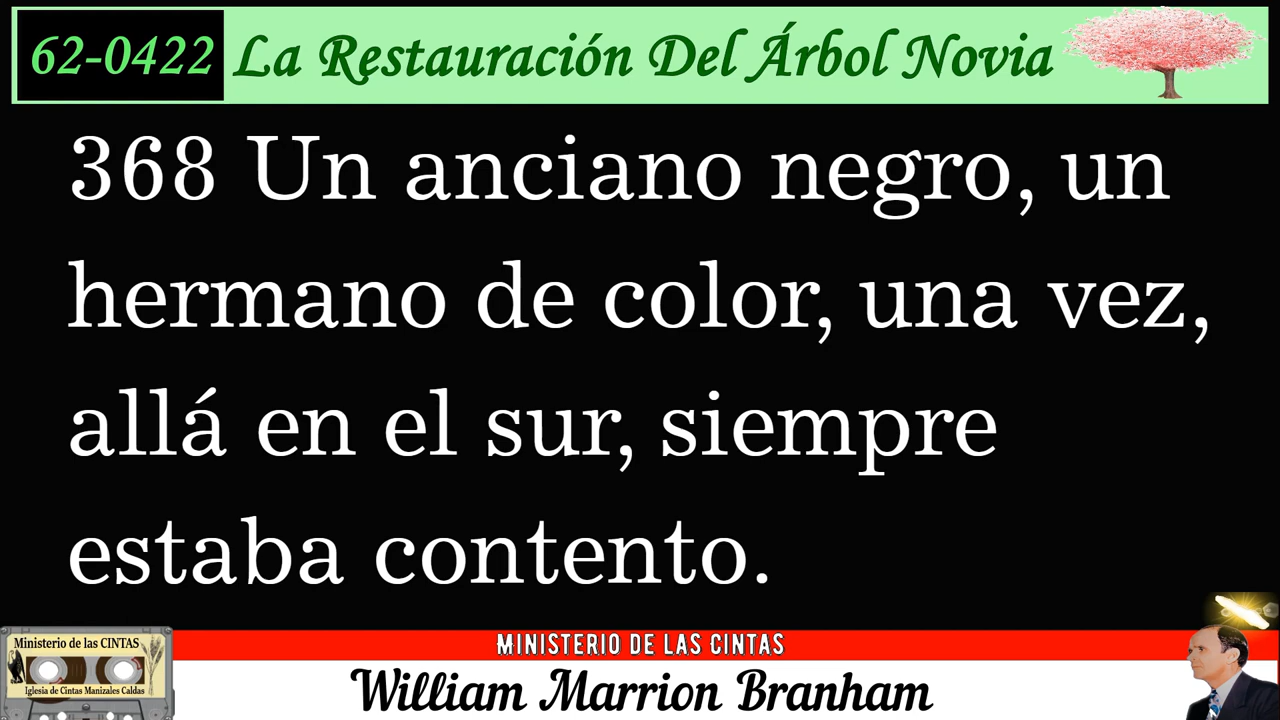 62-0422 La Restauración Del Árbol Novia
368 Un anciano negro, un
hermano de color, una vez,
allá en el sur, siempre
estaba contento.
Ministerio de las CINTAS
Iglesia de Cintas Manizales Caldas
MINISTERIO DE LAS CINTAS
William Marrion Branham